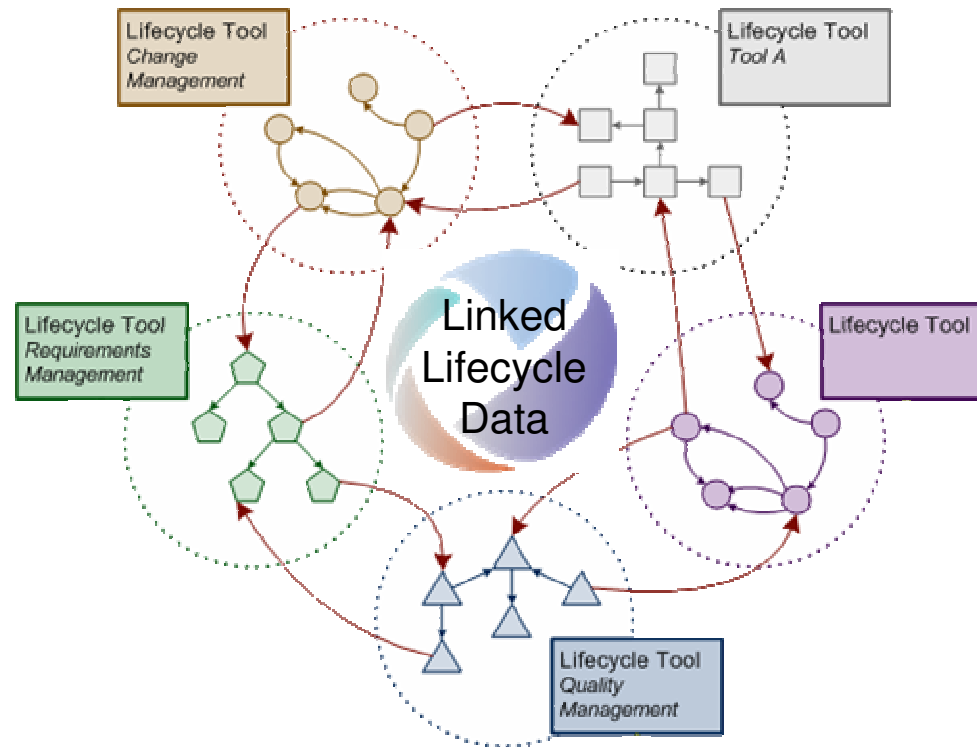 Lifecycle Tool
Change
Management
Lifecycle Tool
Tool A
Linked
Lifecycle
Data
Lifecycle Tool
Requirements
Management
Lifecycle Tool
Lifecycle Tool
Quality
Management